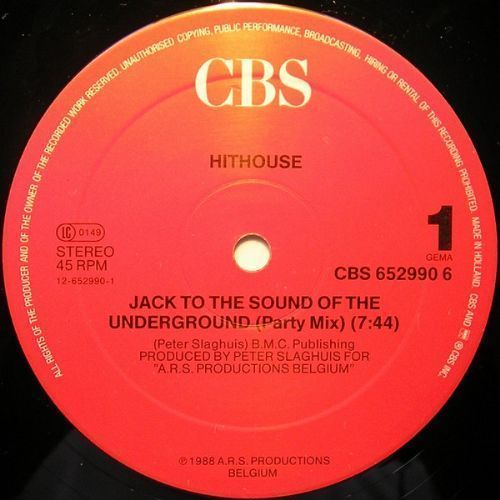 ALL RIGHTS OF THE PRODUCER AND OF THE OWNER OF THE RECORDED WORK RESERVED. UNAUTHORISED COPYING, PUBLIC PERFORMANCE, BROADCASTING, HIRING OR RENTAL OF THIS RECORDING PROHIBITED. MADE IN HOLLAND. CBS AND ® CBS INC.
CBS
HITHOUSE
LC 0149
STEREO
45 RPM
12-652990-1
1
GEMA
CBS 652990 6
JACK TO THE SOUND OF THE
UNDERGROUND (Party Mix) (7:44)
(Peter Slaghuis) B.M.C. Publishing
PRODUCED BY PETER SLAGHUIS FOR
"A.R.S. PRODUCTIONS BELGIUM"
℗ 1988 A.R.S. PRODUCTIONS
BELGIUM